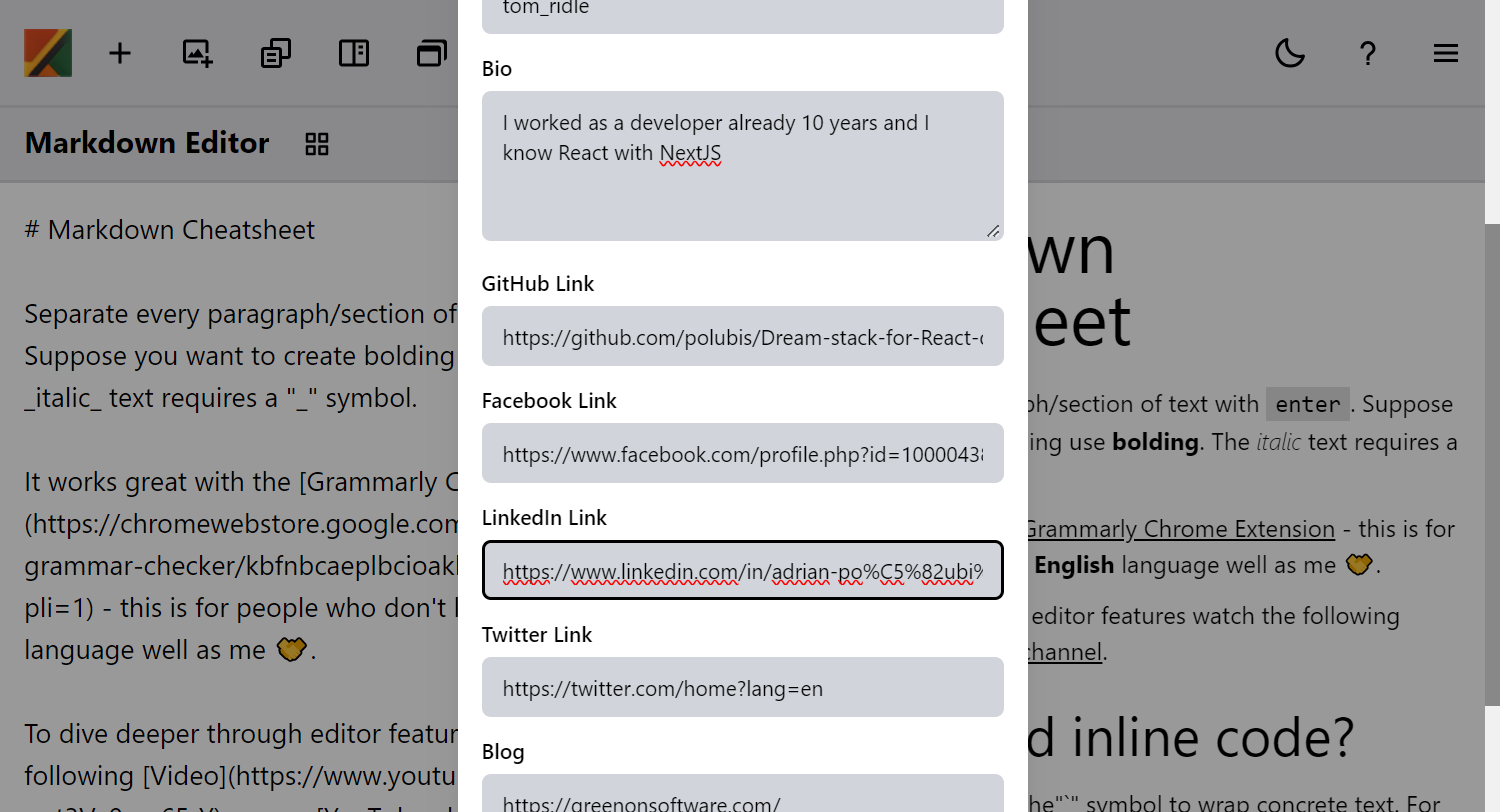 Markdown Editor
# Markdown Cheatsheet
Separate every paragraph/section of
Suppose you want to create bolding
_italic_ text requires a "_" symbol.
It works great with the [Grammarly C
(https://chromewebstore.google.com
grammar-checker/kbfnbcaeplbcioakl
pli=1) - this is for people who don't
language well as me 🤝.
To dive deeper through editor featur
following [Video](https://www.youtu
tom_ridle
Bio
I worked as a developer already 10 years and I
know React with NextJS
GitHub Link
https://github.com/polubis/Dream-stack-for-React-
Facebook Link
https://www.facebook.com/profile.php?id=1000043
LinkedIn Link
https://www.linkedin.com/in/adrian-po%C5%82ubi%
Twitter Link
https://twitter.com/home?lang=en
Blog
https://greenonsoftware.com/
wn
eet
ph/section of text with enter. Suppose
ing use bolding. The italic text requires a
Grammarly Chrome Extension - this is for
English language well as me 🤝.
editor features watch the following
channel.
d inline code?
he"`" symbol to wrap concrete text. For